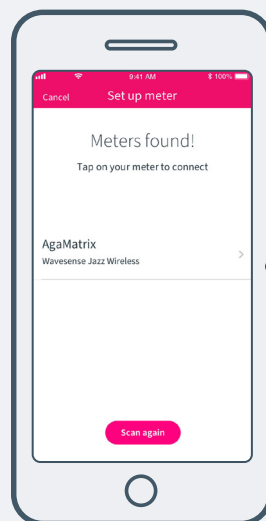 9:41 AM 100%
Cancel Set up meter
Meters found!
Tap on your meter to connect
AgaMatrix
Wavesense Jazz Wireless
Scan again